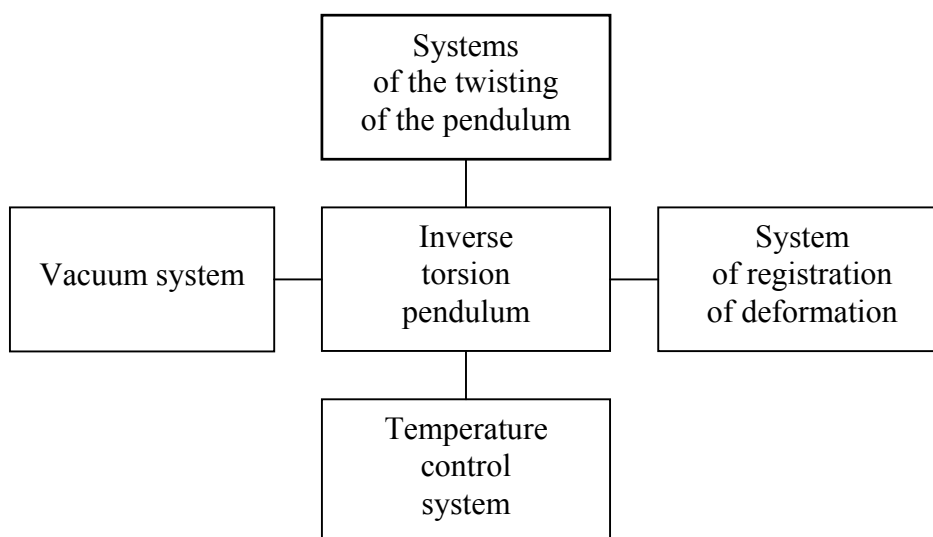 Systems
of the twisting
of the pendulum
Vacuum system
Inverse
torsion
pendulum
System
of registration
of deformation
Temperature
control
system